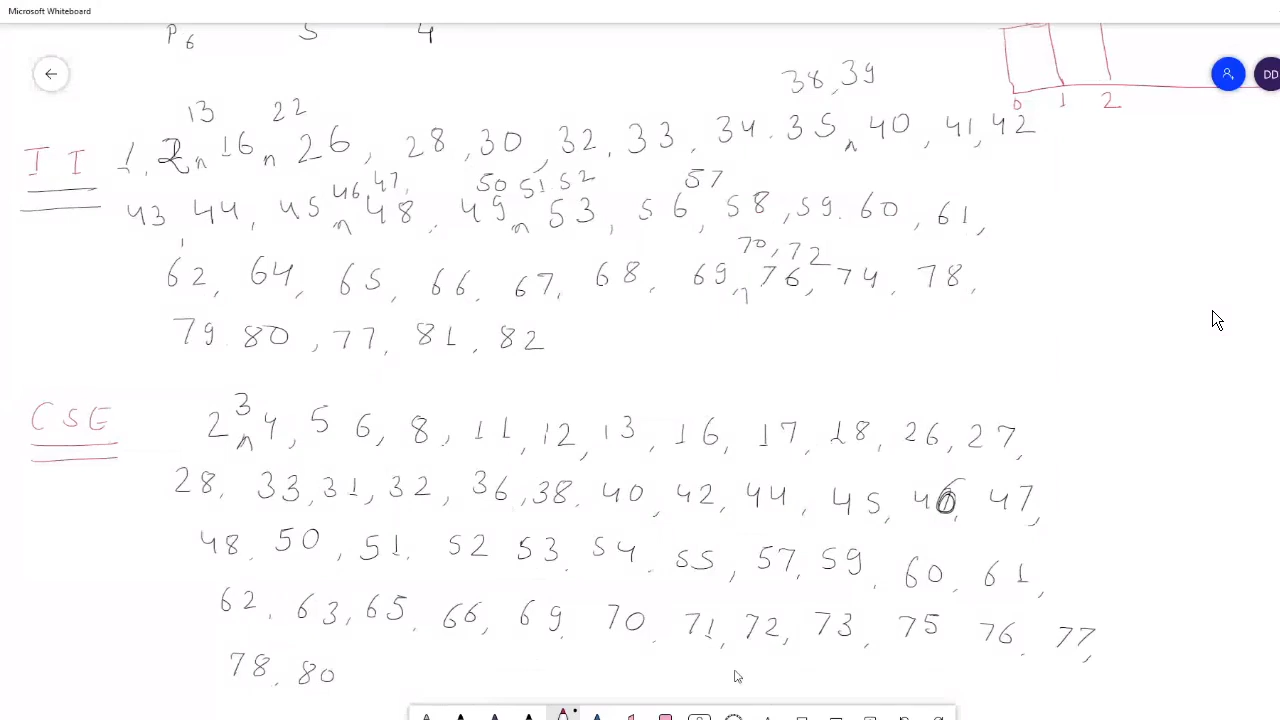 Microsoft Whiteboard
P6 5 4
38, 39
13 22
II 1, 2, 16, 26, 28, 30, 32, 33, 34, 35, 40, 41, 42
46 47, 50 51, 52 57
43, 44, 45, 48, 49, 53, 56, 58, 59, 60, 61,
70, 72
62, 64, 65, 66, 67, 68, 69, 76, 74, 78,
79, 80, 77, 81, 82
3
CSE 2, 4, 5 6, 8, 11, 12, 13, 16, 17, 18, 26, 27,
28, 33, 31, 32, 36, 38, 40, 42, 44, 45, 46, 47,
48, 50, 51, 52 53, 54, 55, 57, 59, 60, 61,
62, 63, 65, 66, 69, 70, 71, 72, 73, 75 76, 77,
78, 80
0 1 2
DD